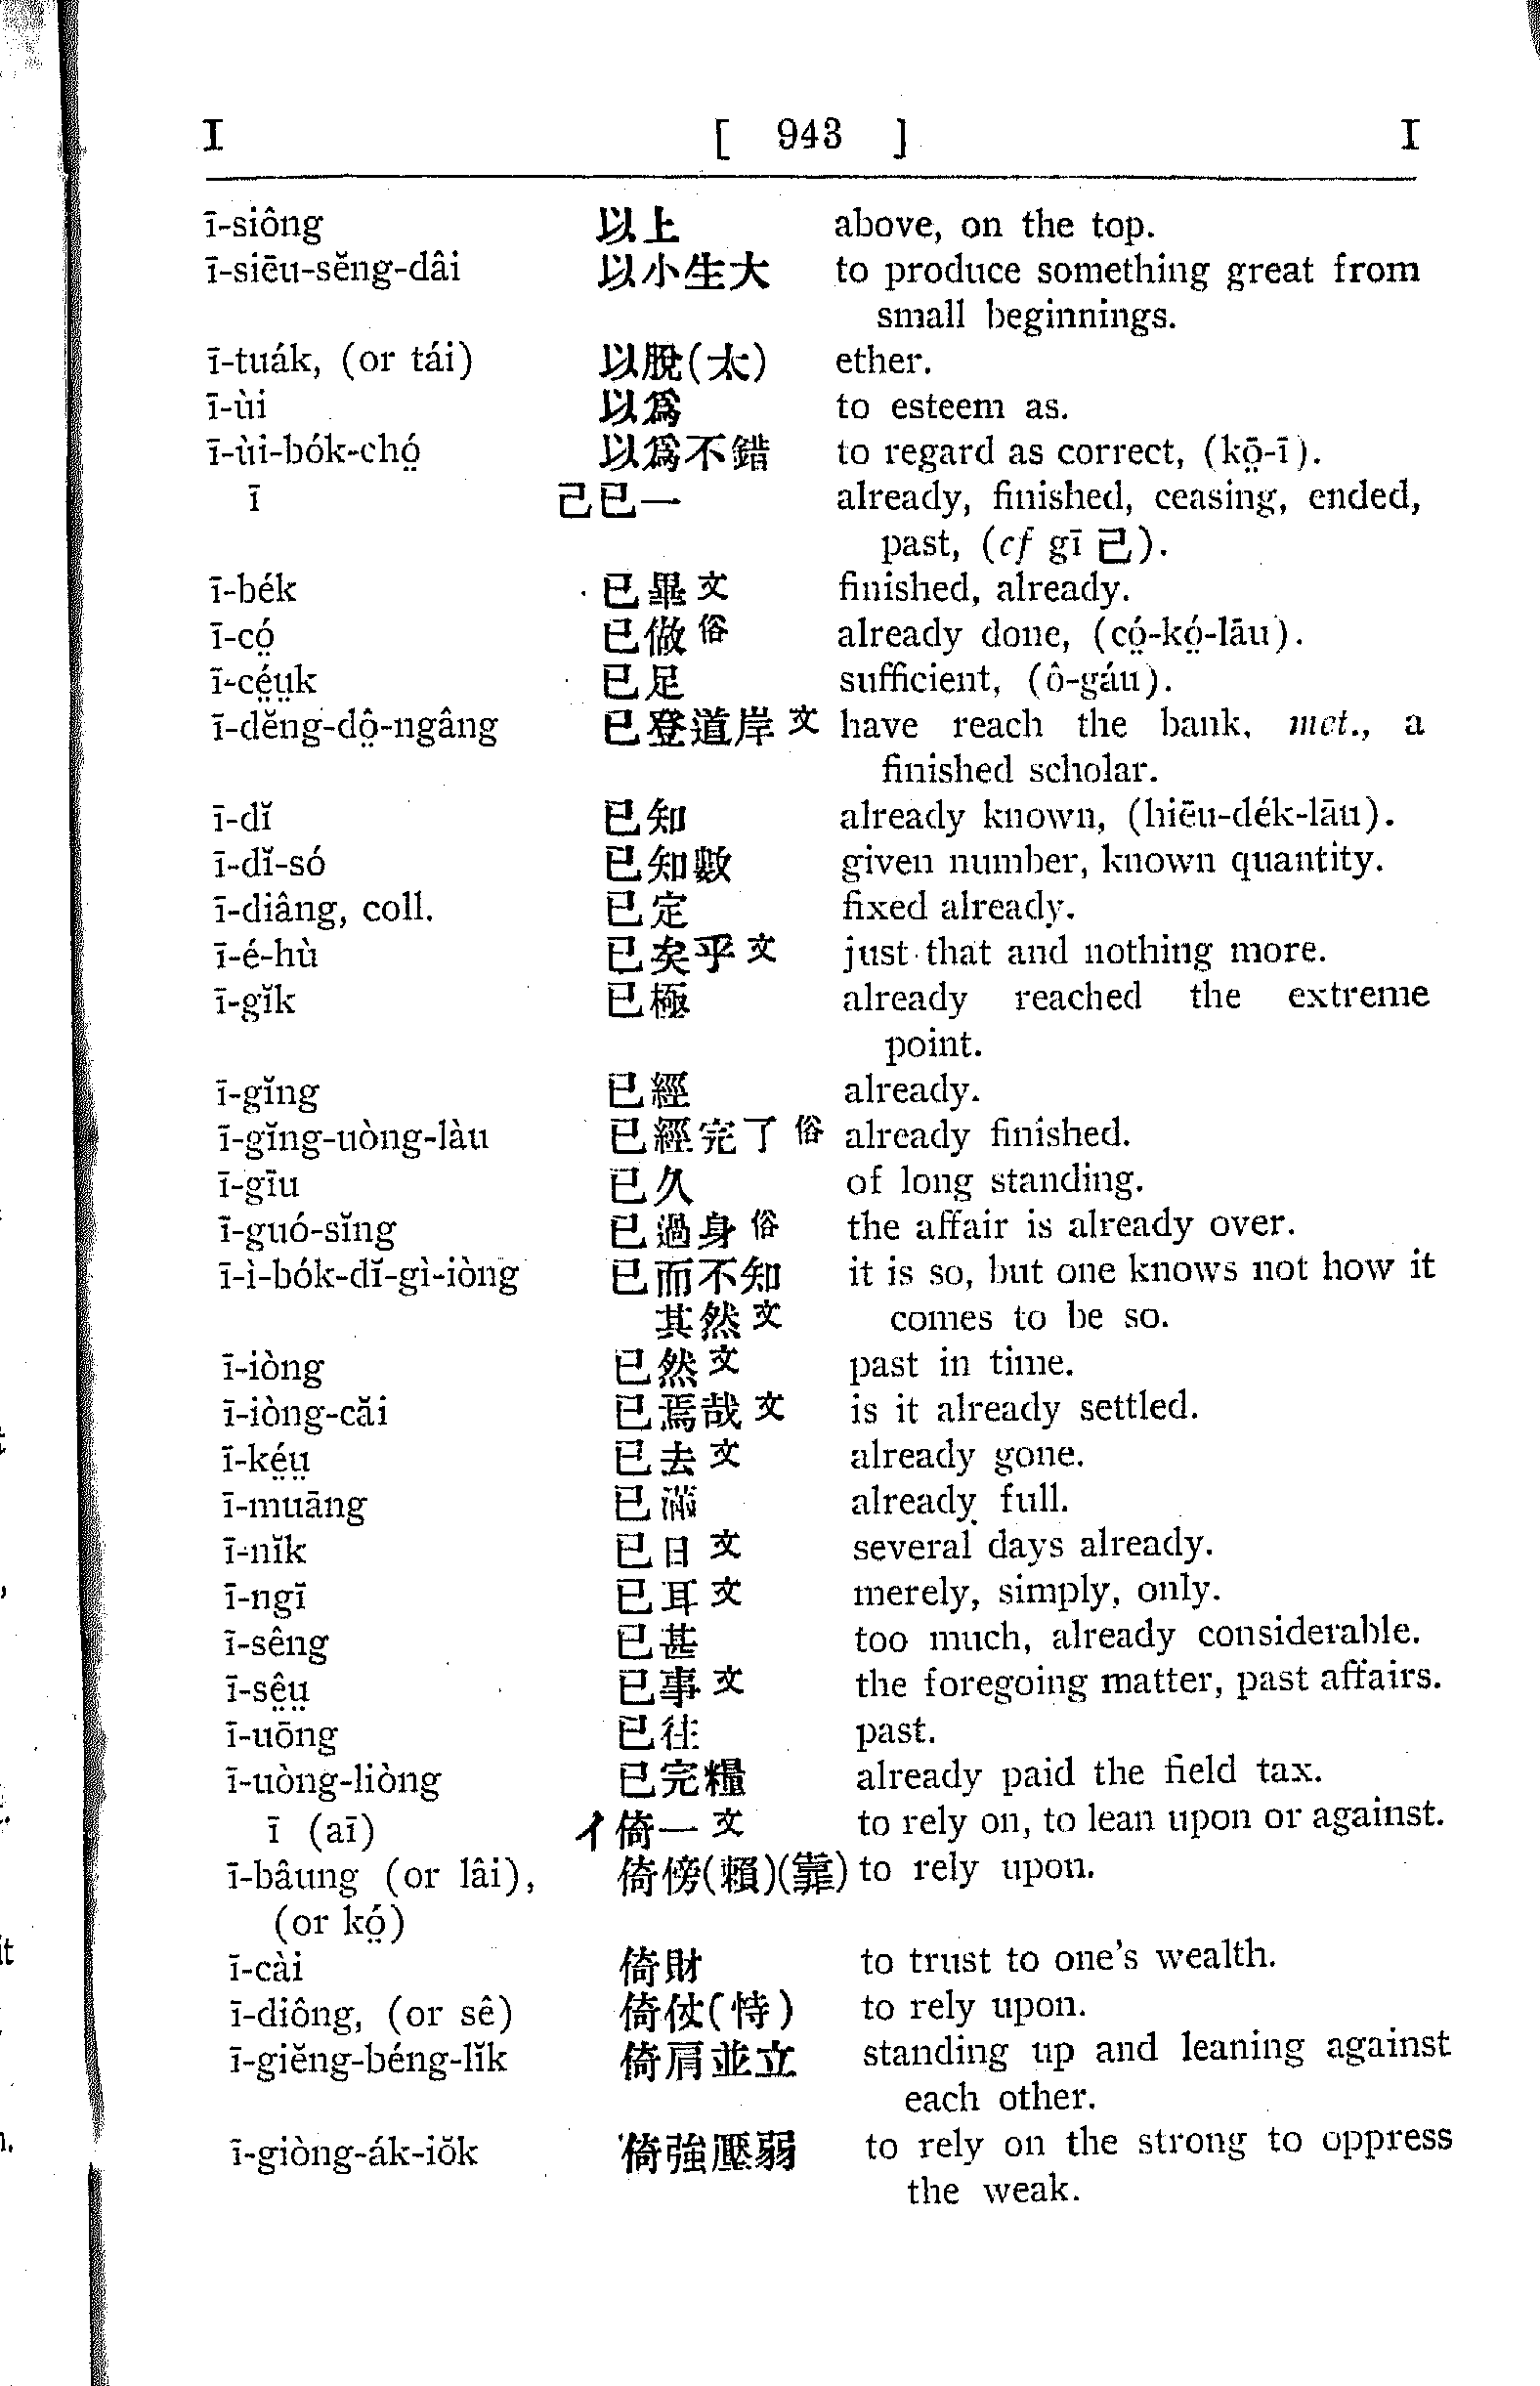 I [ 943 ] I
ī-siông 以上 above, on the top.
ī-siēu-sĕng-dâi 以小生大 to produce something great from
small beginnings.
ī-tuák, (or tái) 以脫(太) ether.
ī-ùi 以爲 to esteem as.
ī-ùi-bók-chó̤ 以爲不錯 to regard as correct, (kō̤-ī).
ī 己已一 already, finished, ceasing, ended,
past, (cf gī 己).
ī-bék 已畢文 finished, already.
ī-có̤ 已做俗 already done, (có̤-kó̤-lāu).
ī-cé̤ṳk 已足 sufficient, (ô-gáu).
ī-dĕng-dô̤-ngâng 已登道岸文 have reach the bank, met., a
finished scholar.
ī-dĭ 已知 already known, (hiēu-dék-lāu).
ī-dĭ-só 已知數 given number, known quantity.
ī-diâng, coll. 已定 fixed already.
ī-é-hù 已矣乎文 just that and nothing more.
ī-gĭk 已極 already reached the extreme
point.
ī-gĭng 已經 already.
ī-gĭng-uòng-làu 已經完了俗 already finished.
ī-gīu 已久 of long standing.
ī-guó-sĭng 已過身俗 the affair is already over.
ī-ì-bók-dĭ-gì-iòng 已而不知 it is so, but one knows not how it
其然文 comes to be so.
ī-iòng 已然文 past in time.
ī-iòng-căi 已焉哉文 is it already settled.
ī-ké̤ṳ 已去文 already gone.
ī-muāng 已滿 already full.
ī-nĭk 已日文 several days already.
ī-ngī 已耳文 merely, simply, only.
ī-sêng 已甚 too much, already considerable.
ī-sê̤ṳ 已事文 the foregoing matter, past affairs.
ī-uōng 已往 past.
ī-uòng-liòng 已完糧 already paid the field tax.
ī (aī) 亻倚一文 to rely on, to lean upon or against.
ī-bâung (or lâi), 倚傍(賴)(靠) to rely upon.
(or kó̤)
ī-cài 倚財 to trust to one's wealth.
ī-diông, (or sê) 倚仗(恃) to rely upon.
ī-giĕng-béng-lĭk 倚肩並立 standing up and leaning against
each other.
ī-giòng-ák-iŏk 倚強壓弱 to rely on the strong to oppress
the weak.